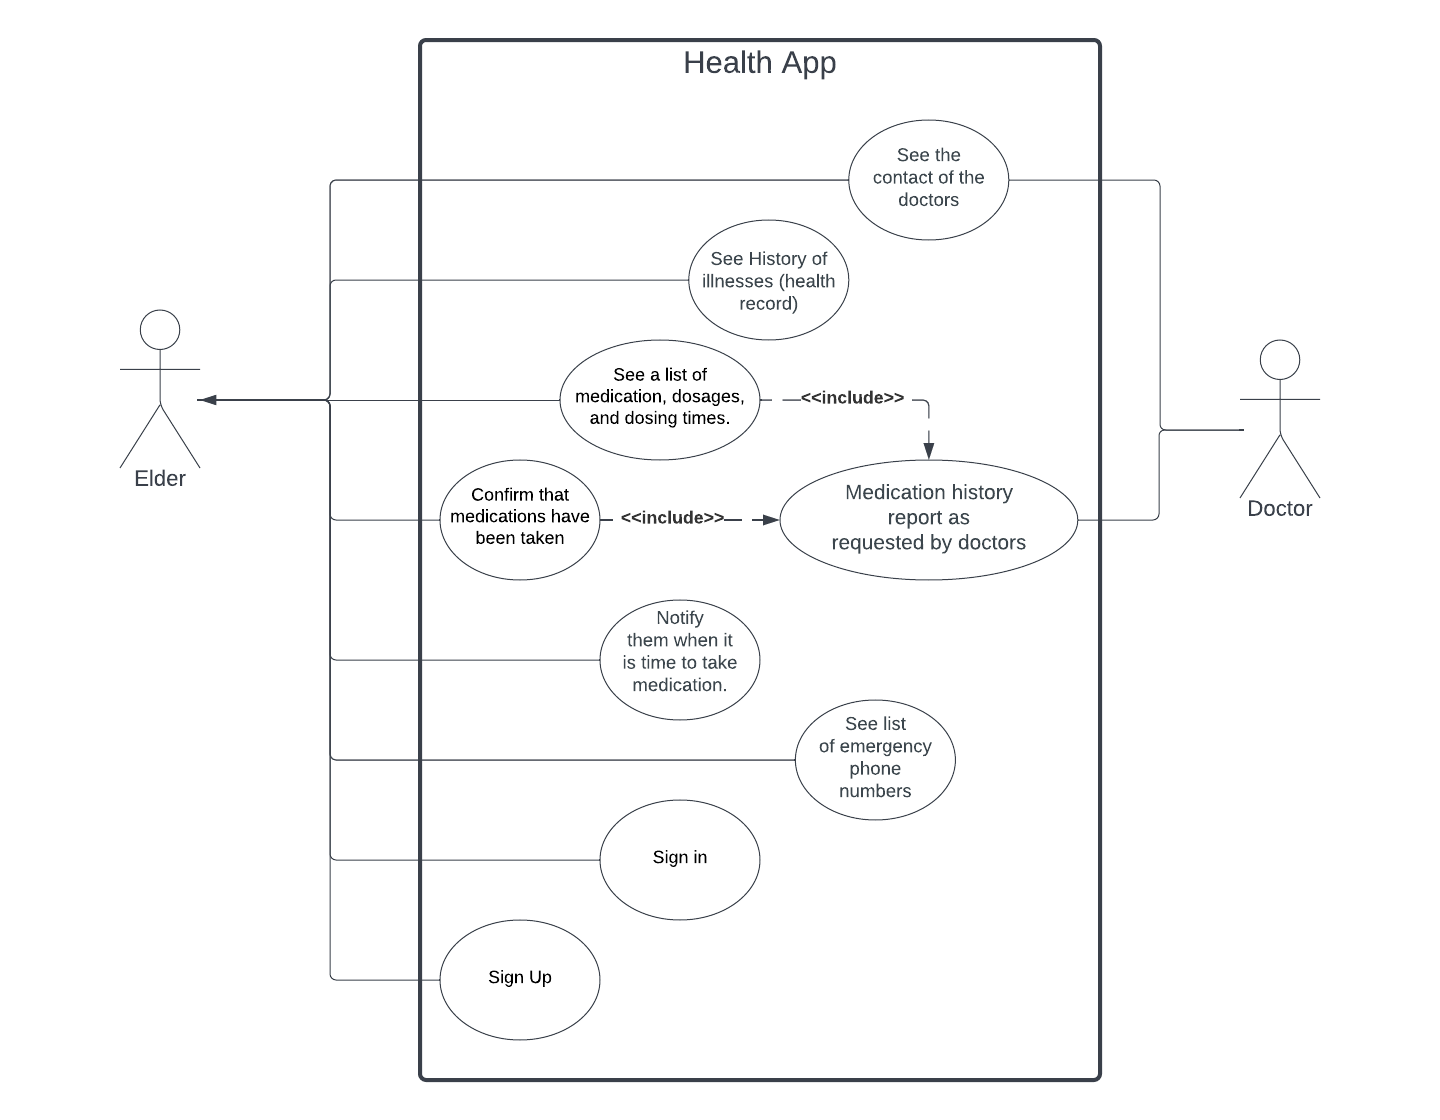 Health App
See the
contact of the
doctors
See History of
illnesses (health
record)
See a list of
medication, dosages,
and dosing times.
<<include>>
Elder
Confirm that
medications have
been taken
<<include>>
Medication history
report as
requested by doctors
Doctor
Notify
them when it
is time to take
medication.
See list
of emergency
phone
numbers
Sign in
Sign Up